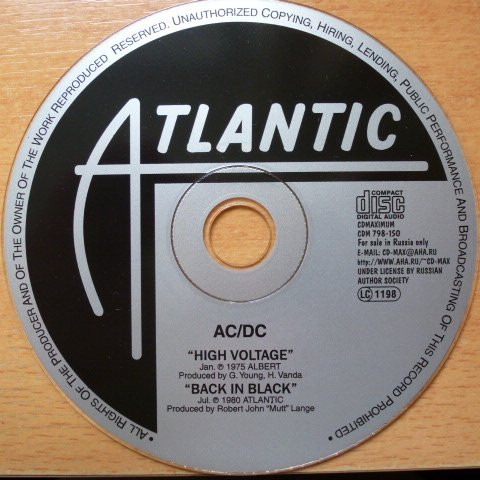 • ALL RIGHTS OF THE PRODUCER AND OF THE OWNER OF THE WORK REPRODUCED RESERVED. UNAUTHORIZED COPYING, HIRING, LENDING, PUBLIC PERFORMANCE AND BROADCASTING OF THIS RECORD PROHIBITED •
ATLANTIC
COMPACT
disc
DIGITAL AUDIO
CDMAXIMUM
CDM 798-150
For sale in Russia only
E-MAIL: CD-MAX@AHA.RU
http://WWW.AHA.RU/~CD-MAX
UNDER LICENSE BY RUSSIAN
AUTHOR SOCIETY
LC 1198
AC/DC
“HIGH VOLTAGE”
Jan. ℗ 1975 ALBERT
Produced by G. Young, H. Vanda
“BACK IN BLACK”
Jul. ℗ 1980 ATLANTIC
Produced by Robert John “Mutt” Lange